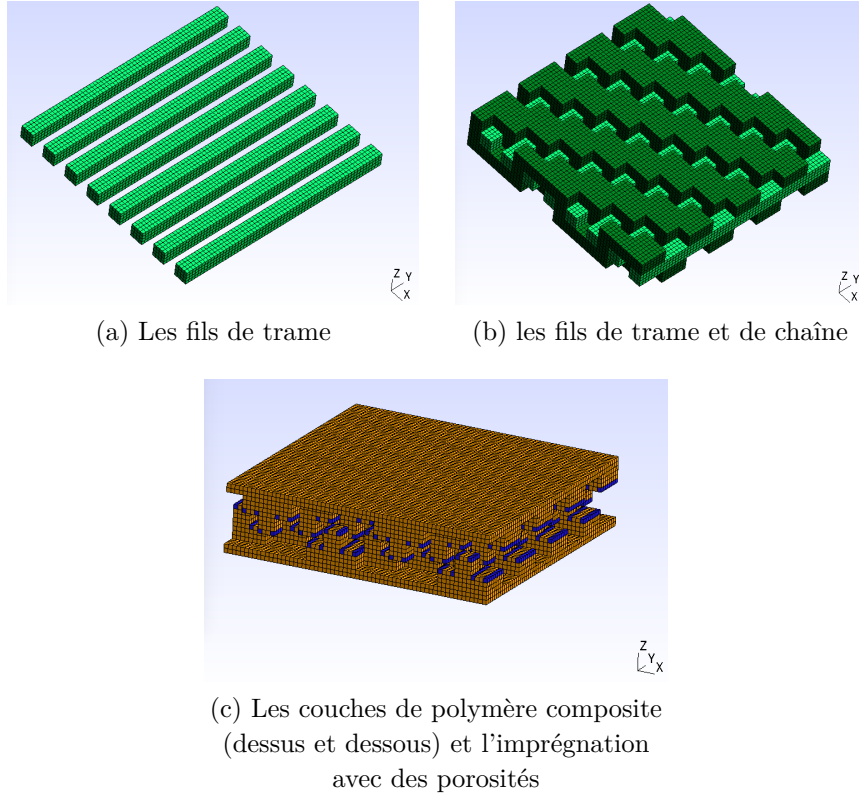 Z Y
X
Z Y
X
(a) Les fils de trame
(b) les fils de trame et de chaîne
Z
Y
X
(c) Les couches de polymère composite
(dessus et dessous) et l'imprégnation
avec des porosités